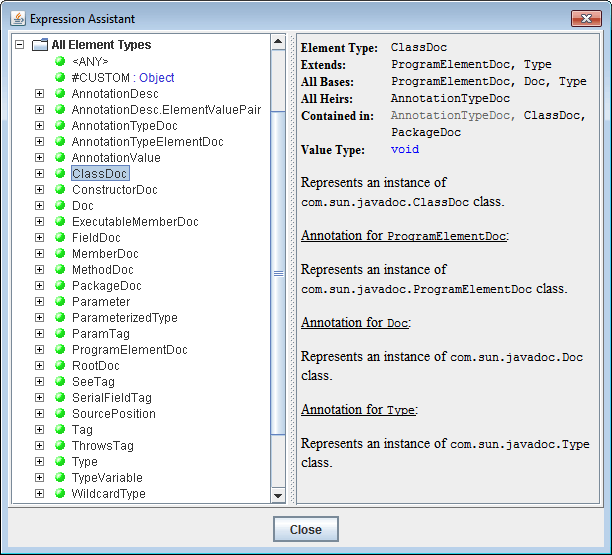 Expression Assistant
All Element Types
<ANY>
#CUSTOM : Object
AnnotationDesc
AnnotationDesc.ElementValuePair
AnnotationTypeDoc
AnnotationTypeElementDoc
AnnotationValue
ClassDoc
ConstructorDoc
Doc
ExecutableMemberDoc
FieldDoc
MemberDoc
MethodDoc
PackageDoc
Parameter
ParameterizedType
ParamTag
ProgramElementDoc
RootDoc
SeeTag
SerialFieldTag
SourcePosition
Tag
ThrowsTag
Type
TypeVariable
WildcardType
Element Type: ClassDoc
Extends: ProgramElementDoc, Type
All Bases: ProgramElementDoc, Doc, Type
All Heirs: AnnotationTypeDoc
Contained in: AnnotationTypeDoc, ClassDoc,
PackageDoc
Value Type: void
Represents an instance of
com.sun.javadoc.ClassDoc class.
Annotation for ProgramElementDoc:
Represents an instance of
com.sun.javadoc.ProgramElementDoc class.
Annotation for Doc:
Represents an instance of com.sun.javadoc.Doc
class.
Annotation for Type:
Represents an instance of com.sun.javadoc.Type
class.
Close